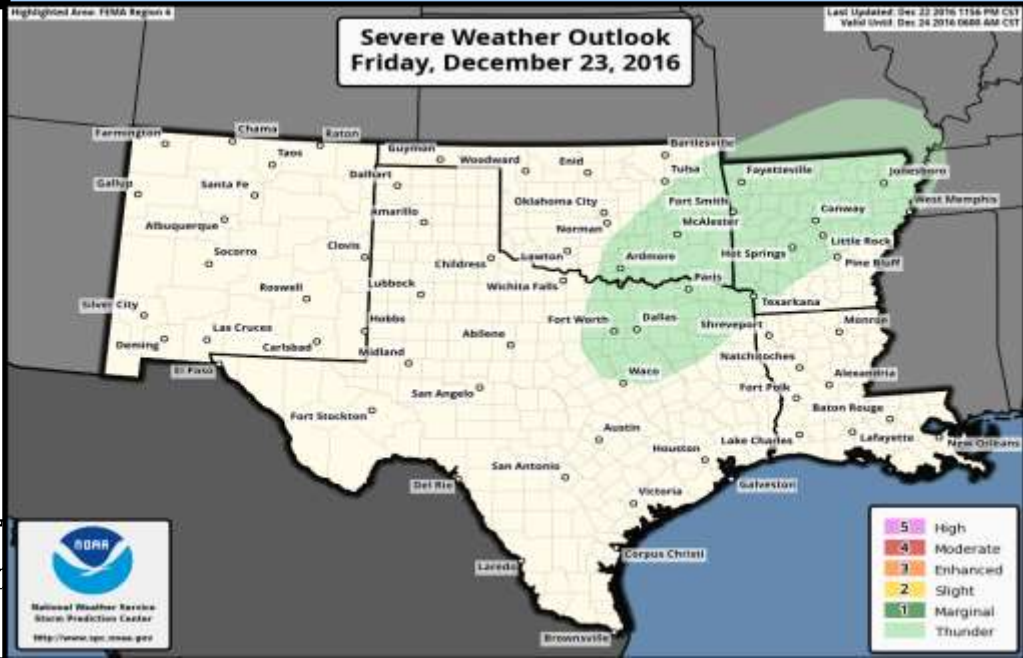 Highlighted Area: FEMA Region 6
Last Updated: Dec 22 2016 1156 PM CST
Valid Until: Dec 24 2016 0600 AM CST
Severe Weather Outlook
Friday, December 23, 2016
Farmington
Chama
Raton
Taos
Gallup
Santa Fe
Albuquerque
Socorro
Clovis
Roswell
Silver City
Las Cruces
Deming
Carlsbad
Hobbs
El Paso
Guymon
Woodward
Enid
Bartlesville
Tulsa
Dalhart
Amarillo
Oklahoma City
Norman
Fort Smith
McAlester
Fayetteville
Jonesboro
Conway
West Memphis
Little Rock
Hot Springs
Pine Bluff
Childress
Lawton
Ardmore
Wichita Falls
Paris
Texarkana
Lubbock
Fort Worth
Dallas
Shreveport
Monroe
Abilene
Midland
Natchitoches
Waco
Alexandria
San Angelo
Fort Polk
Fort Stockton
Baton Rouge
Austin
Houston
Lake Charles
Lafayette
New Orleans
San Antonio
Del Rio
Victoria
Galveston
Corpus Christi
Laredo
Brownsville
NOAA
National Weather Service
Storm Prediction Center
http://www.spc.noaa.gov
5 High
4 Moderate
3 Enhanced
2 Slight
1 Marginal
Thunder